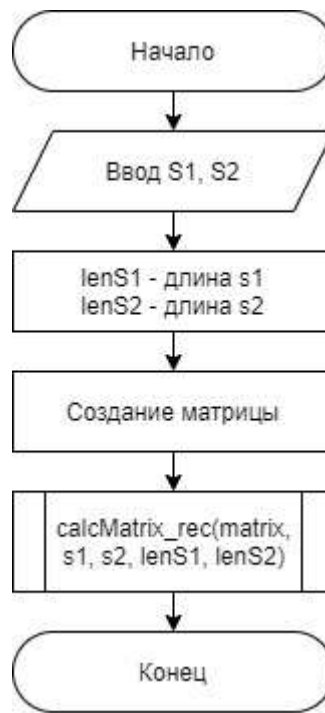 Начало
Ввод S1, S2
lenS1 - длина s1
lenS2 - длина s2
Создание матрицы
calcMatrix_rec(matrix,
s1, s2, lenS1, lenS2)
Конец